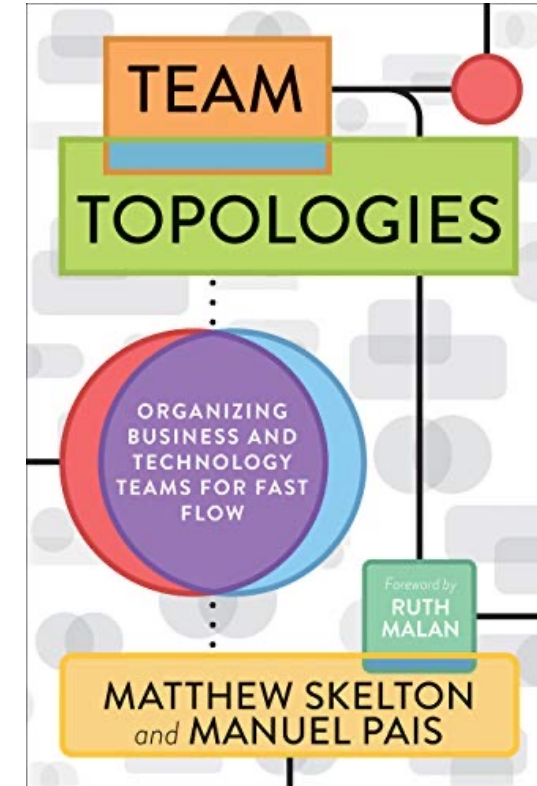 TEAM
TOPOLOGIES
ORGANIZING
BUSINESS AND
TECHNOLOGY
TEAMS FOR FAST
FLOW
Foreword by
RUTH
MALAN
MATTHEW SKELTON
and MANUEL PAIS